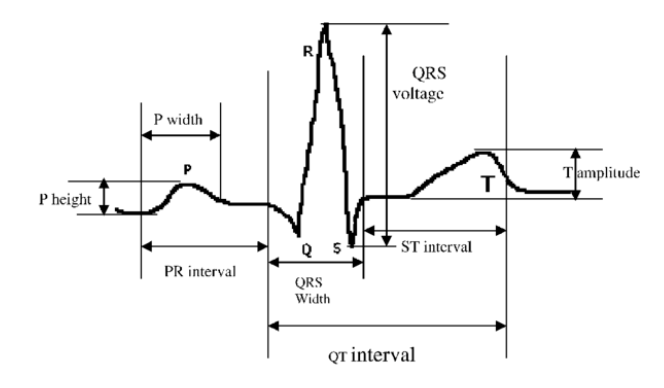 R
QRS
voltage
P width
P
P height
T
T amplitude
Q
S
ST interval
PR interval
QRS
Width
QT interval